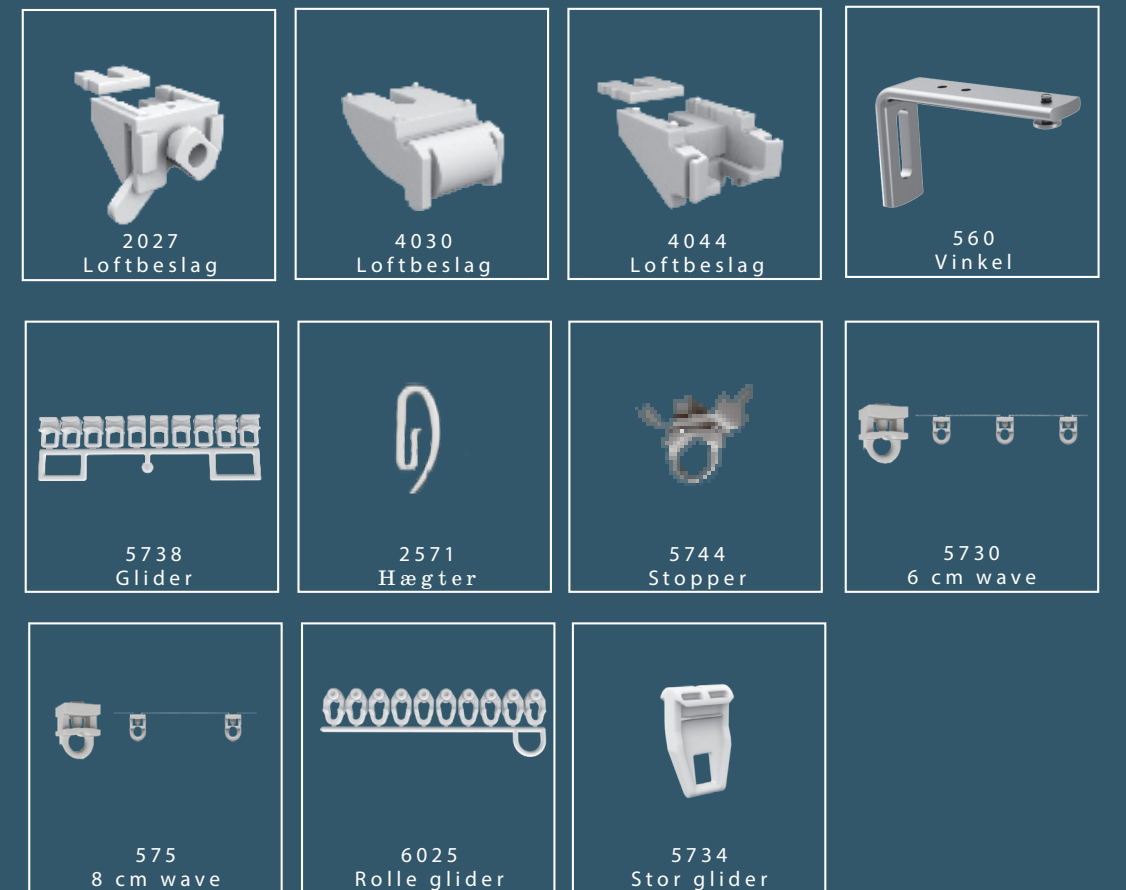 2027
Loftbeslag
4030
Loftbeslag
4044
Loftbeslag
560
Vinkel
5738
Glider
2571
Hægter
5744
Stopper
5730
6 cm wave
575
8 cm wave
6025
Rolle glider
5734
Stor glider